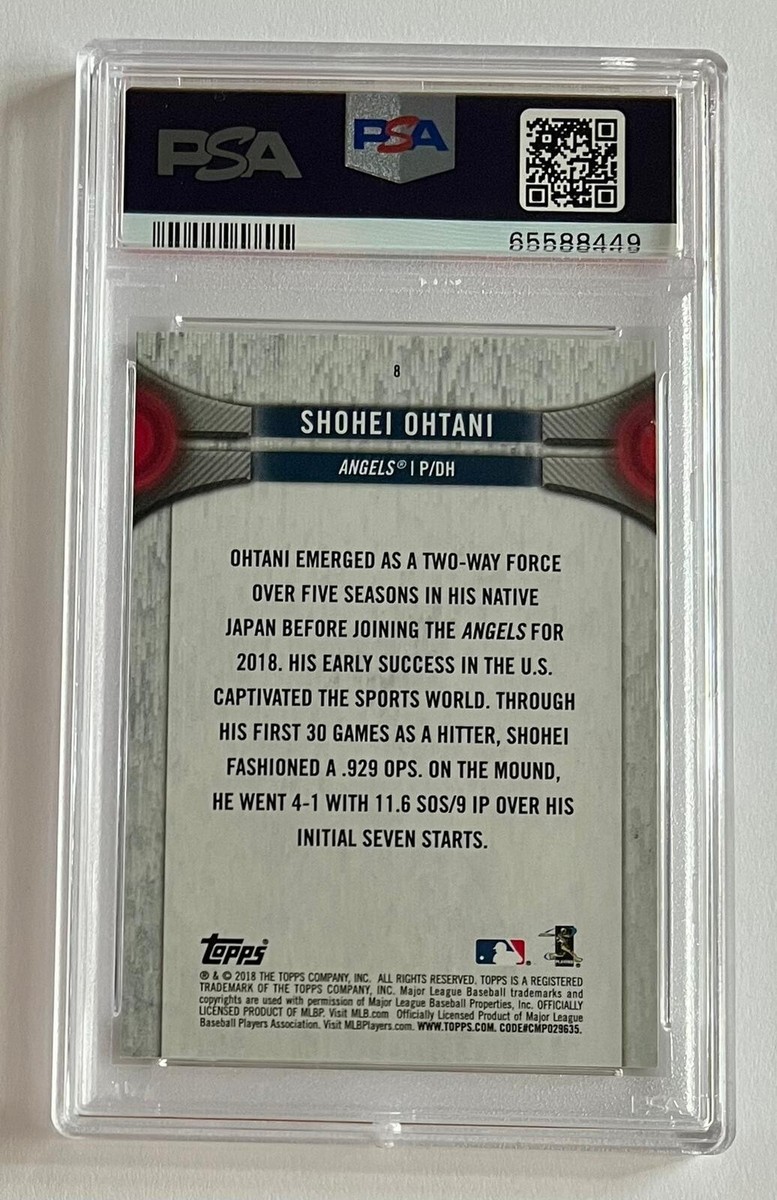 PSA
PSA
65588449
8
SHOHEI OHTANI
ANGELS® | P/DH
OHTANI EMERGED AS A TWO-WAY FORCE
OVER FIVE SEASONS IN HIS NATIVE
JAPAN BEFORE JOINING THE ANGELS FOR
2018. HIS EARLY SUCCESS IN THE U.S.
CAPTIVATED THE SPORTS WORLD. THROUGH
HIS FIRST 30 GAMES AS A HITTER, SHOHEI
FASHIONED A .929 OPS. ON THE MOUND,
HE WENT 4-1 WITH 11.6 SOS/9 IP OVER HIS
INITIAL SEVEN STARTS.
TOPPS®
® & © 2018 THE TOPPS COMPANY, INC. ALL RIGHTS RESERVED. TOPPS IS A REGISTERED
TRADEMARK OF THE TOPPS COMPANY, INC. Major League Baseball trademarks and
copyrights are used with permission of Major League Baseball Properties, Inc. OFFICIALLY
LICENSED PRODUCT OF MLBP. Visit MLB.com Officially Licensed Product of Major League
Baseball Players Association. Visit MLBPlayers.com. WWW.TOPPS.COM. CODE#CMP029635.